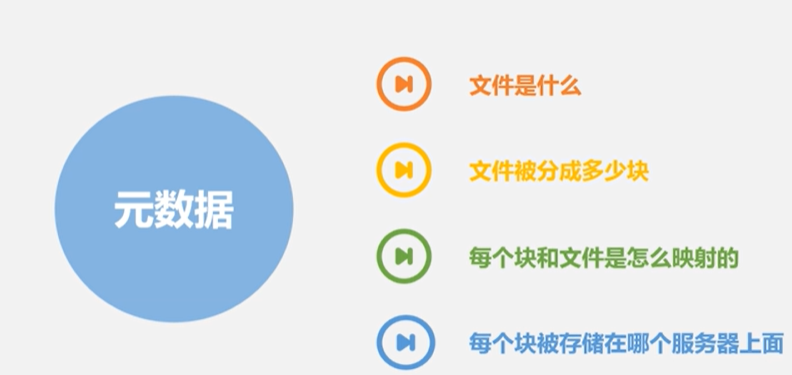 元数据
文件是什么
文件被分成多少块
每个块和文件是怎么映射的
每个块被存储在哪个服务器上面